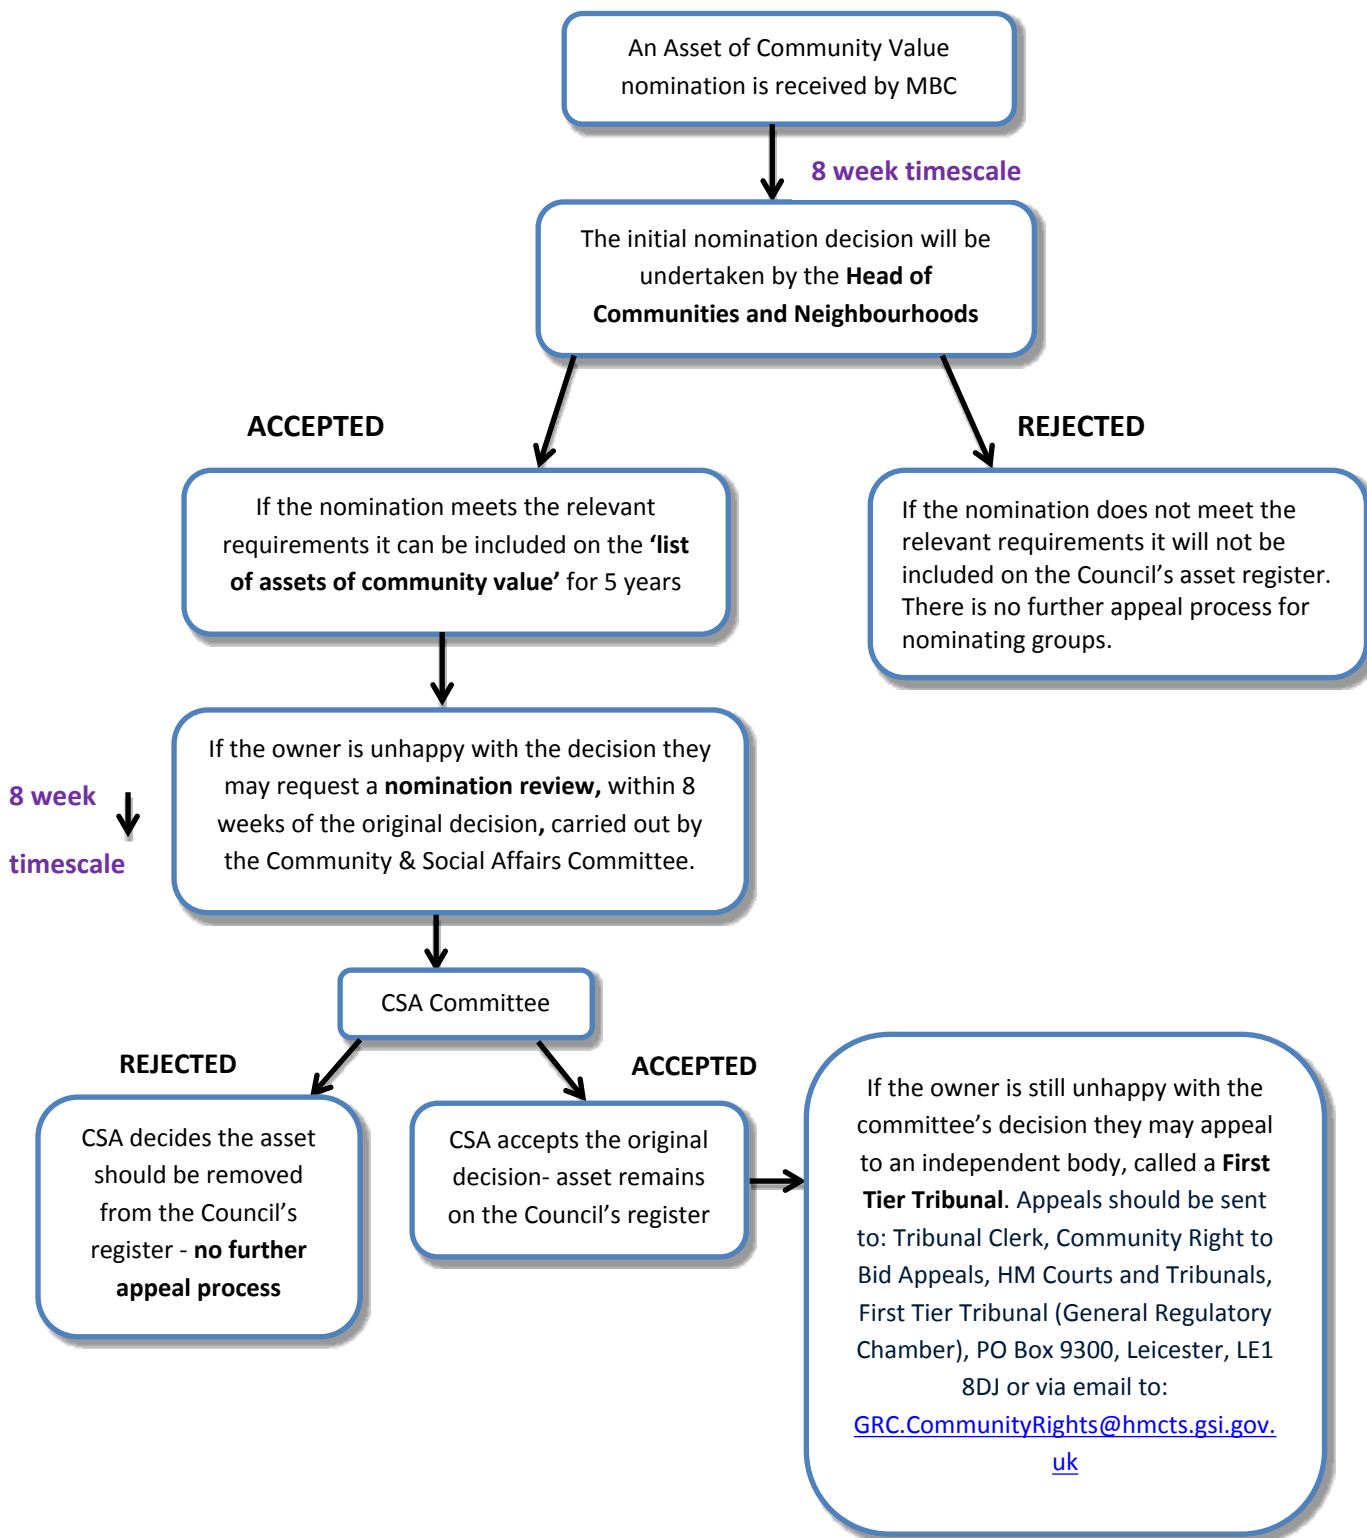 An Asset of Community Value
nomination is received by MBC
8 week timescale
The initial nomination decision will be
undertaken by the Head of
Communities and Neighbourhoods
ACCEPTED
REJECTED
If the nomination meets the relevant
requirements it can be included on the ‘list
of assets of community value’ for 5 years
If the nomination does not meet the
relevant requirements it will not be
included on the Council’s asset register.
There is no further appeal process for
nominating groups.
If the owner is unhappy with the decision they
may request a nomination review, within 8
weeks of the original decision, carried out by
the Community & Social Affairs Committee.
8 week
timescale
CSA Committee
REJECTED
ACCEPTED
CSA decides the asset
should be removed
from the Council’s
register - no further
appeal process
CSA accepts the original
decision- asset remains
on the Council’s register
If the owner is still unhappy with the
committee’s decision they may appeal
to an independent body, called a First
Tier Tribunal. Appeals should be sent
to: Tribunal Clerk, Community Right to
Bid Appeals, HM Courts and Tribunals,
First Tier Tribunal (General Regulatory
Chamber), PO Box 9300, Leicester, LE1
8DJ or via email to:
GRC.CommunityRights@hmcts.gsi.gov.
uk